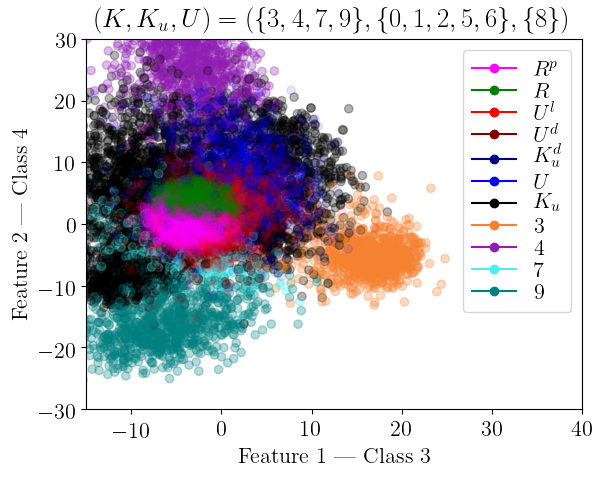 (K, K_u, U) = ({3, 4, 7, 9}, {0, 1, 2, 5, 6}, {8})
30
20
10
0
−10
−20
−30
Feature 2 — Class 4
R^p
R
U^l
U^d
K_u^d
U
K_u
3
4
7
9
−10 0 10 20 30 40
Feature 1 — Class 3